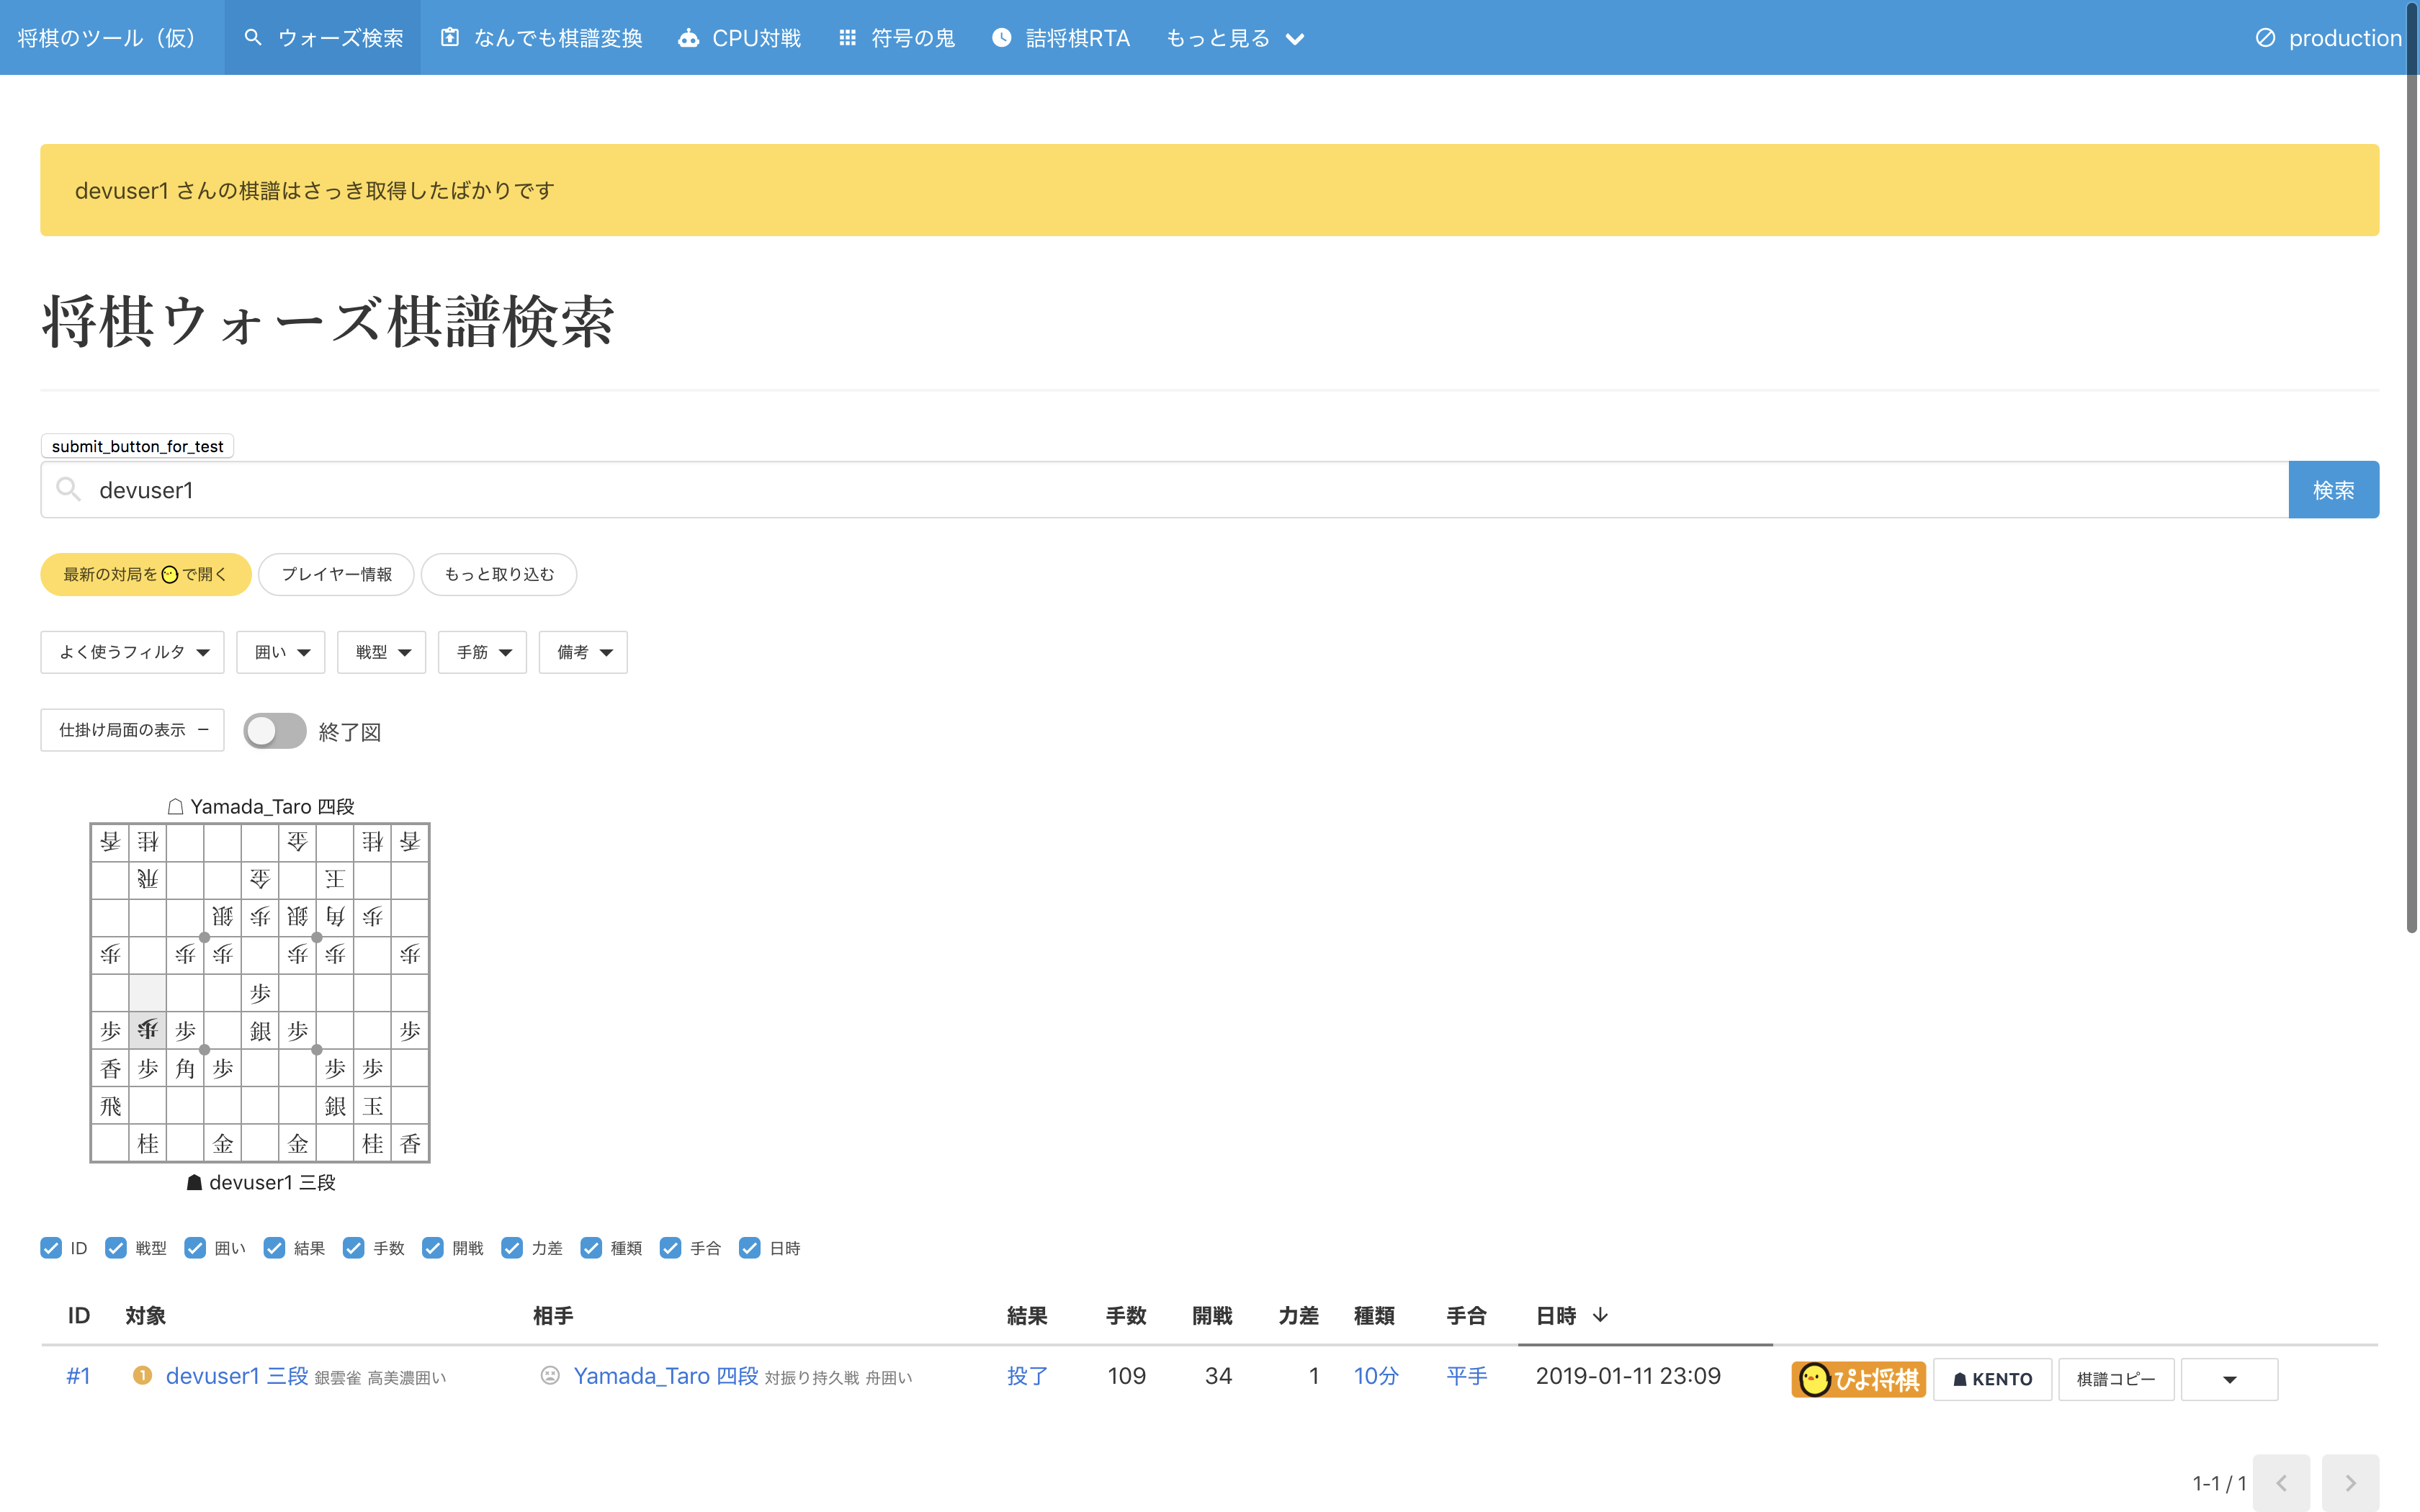 将棋のツール（仮） ウォーズ検索 なんでも棋譜変換 CPU対戦 符号の鬼 詰将棋RTA もっと見る production
devuser1 さんの棋譜はさっき取得したばかりです
将棋ウォーズ棋譜検索
submit_button_for_test
devuser1 検索
最新の対局を で開く プレイヤー情報 もっと取り込む
よく使うフィルタ 囲い 戦型 手筋 備考
仕掛け局面の表示 終了図
☖ Yamada_Taro 四段
香 桂 金 桂 香
飛 金 王
銀 歩 銀 角 歩
歩 歩 歩 歩 歩 歩
歩
歩 歩 歩 銀 歩 歩
香 歩 角 歩 歩 歩
飛 銀 玉
桂 金 金 桂 香
☗ devuser1 三段
ID 戦型 囲い 結果 手数 開戦 力差 種類 手合 日時
ID 対象 相手 結果 手数 開戦 力差 種類 手合 日時 ↓
#1 1 devuser1 三段 銀雲雀 高美濃囲い Yamada_Taro 四段 対振り持久戦 舟囲い 投了 109 34 1 10分 平手 2019-01-11 23:09 ぴよ将棋 ☗ KENTO 棋譜コピー
1-1 / 1